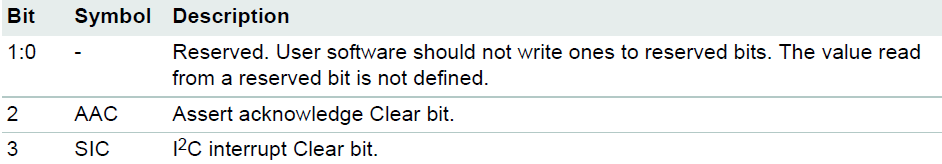 Bit Symbol Description
1:0 - Reserved. User software should not write ones to reserved bits. The value read
from a reserved bit is not defined.
2 AAC Assert acknowledge Clear bit.
3 SIC I²C interrupt Clear bit.